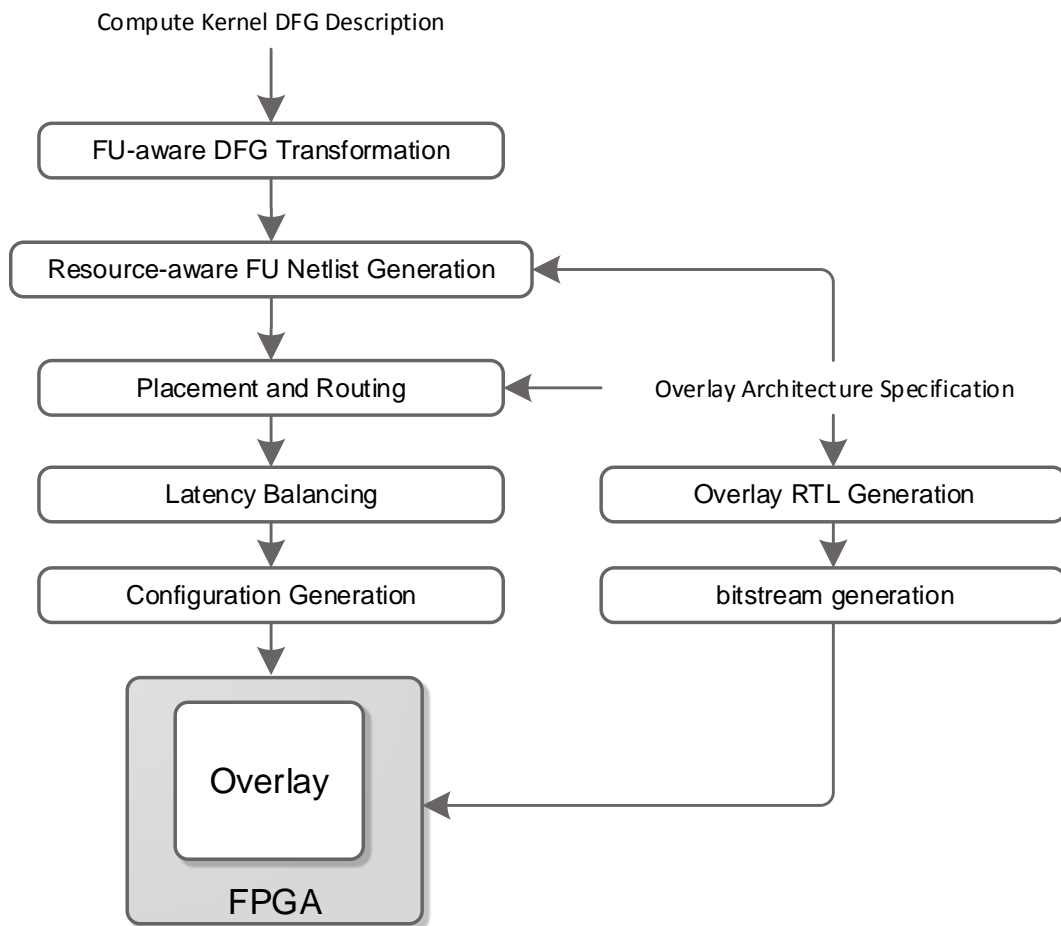 Compute Kernel DFG Description
FU-aware DFG Transformation
Resource-aware FU Netlist Generation
Placement and Routing
Overlay Architecture Specification
Latency Balancing
Overlay RTL Generation
Configuration Generation
bitstream generation
Overlay
FPGA